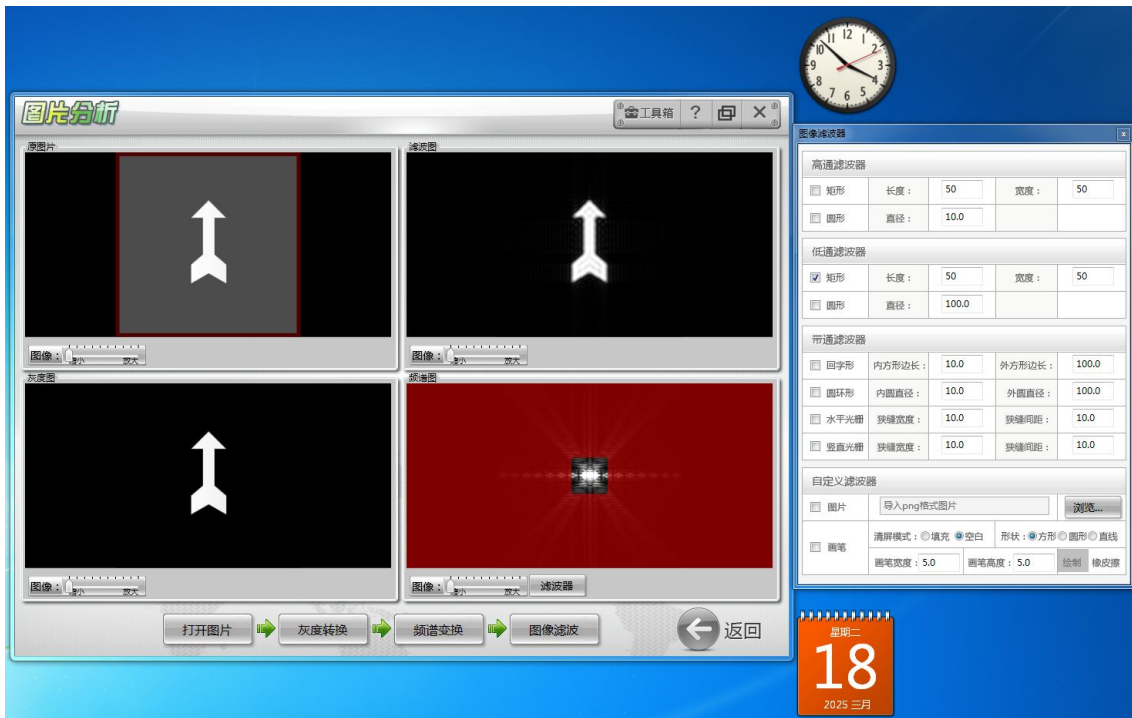 图片分析
工具箱 ?
原图片
滤波图
图像： 缩小 放大
图像： 缩小 放大
灰度图
频谱图
图像： 缩小 放大
图像： 缩小 放大 滤波器
打开图片 灰度转换 频谱变换 图像滤波 返回
11 12 1
10 2
9 3
8 4
7 6 5
图像滤波器 x
高通滤波器
矩形 长度： 50 宽度： 50
圆形 直径： 10.0
低通滤波器
矩形 长度： 50 宽度： 50
圆形 直径： 100.0
带通滤波器
回字形 内方形边长： 10.0 外方形边长： 100.0
圆环形 内圆直径： 10.0 外圆直径： 100.0
水平光栅 狭缝宽度： 10.0 狭缝间距： 10.0
竖直光栅 狭缝宽度： 10.0 狭缝间距： 10.0
自定义滤波器
图片 导入png格式图片 浏览...
画笔 清屏模式： 填充 空白 形状： 方形 圆形 直线
画笔宽度： 5.0 画笔高度： 5.0 绘制 橡皮擦
星期二
18
2025 三月